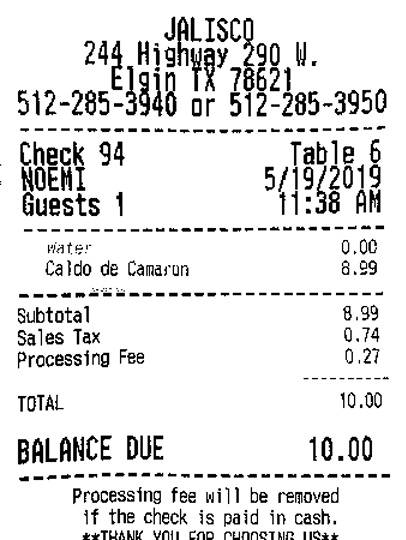 JALISCO
244 Highway 290 W.
Elgin TX 78621
512-285-3940 or 512-285-3950
Check 94 Table 6
NOEMI 5/19/2019
Guests 1 11:38 AM
Water 0.00
Caldo de Camaron 8.99
Subtotal 8.99
Sales Tax 0.74
Processing Fee 0.27
TOTAL 10.00
BALANCE DUE 10.00
Processing fee will be removed
if the check is paid in cash.
**THANK YOU FOR CHOOSING US**